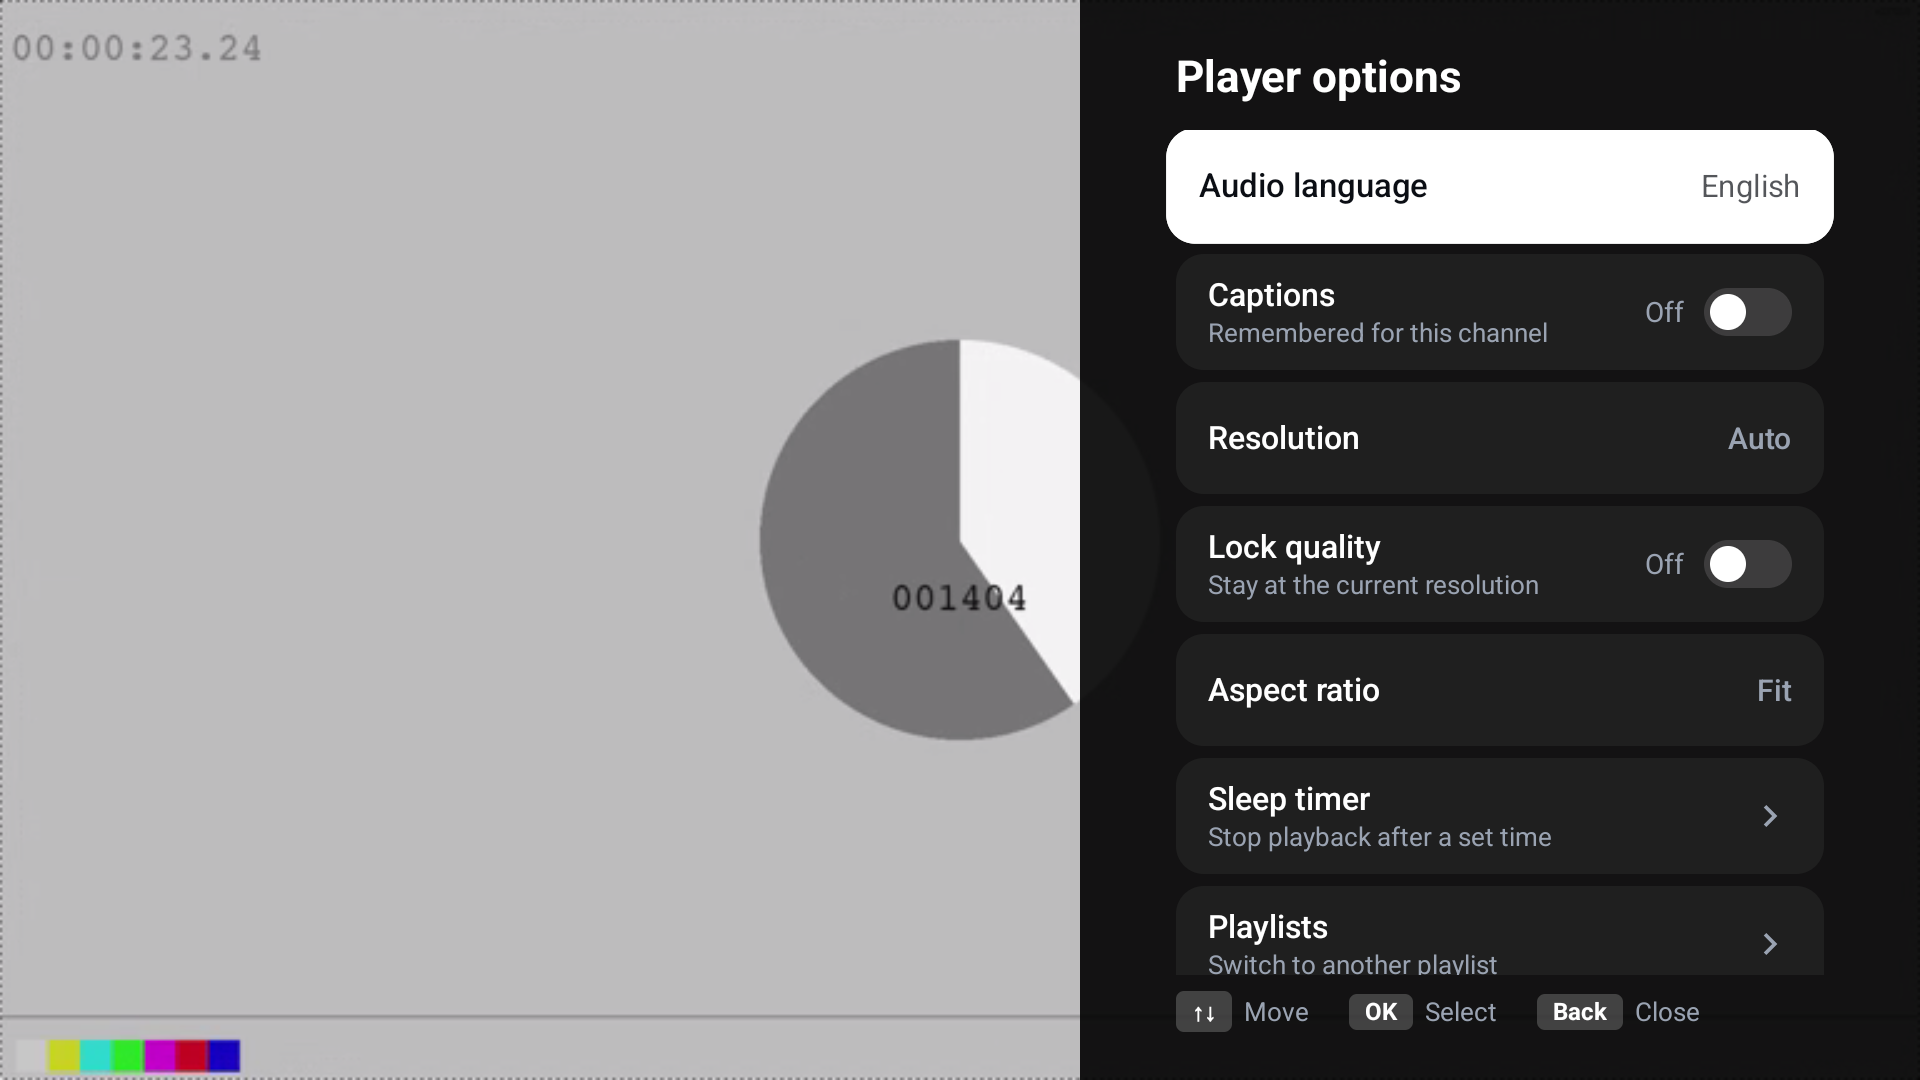 00:00:23.24
001404
Player options
Audio language English
Captions Off
Remembered for this channel
Resolution Auto
Lock quality Off
Stay at the current resolution
Aspect ratio Fit
Sleep timer
Stop playback after a set time
Playlists
Switch to another playlist
↑↓ Move OK Select Back Close